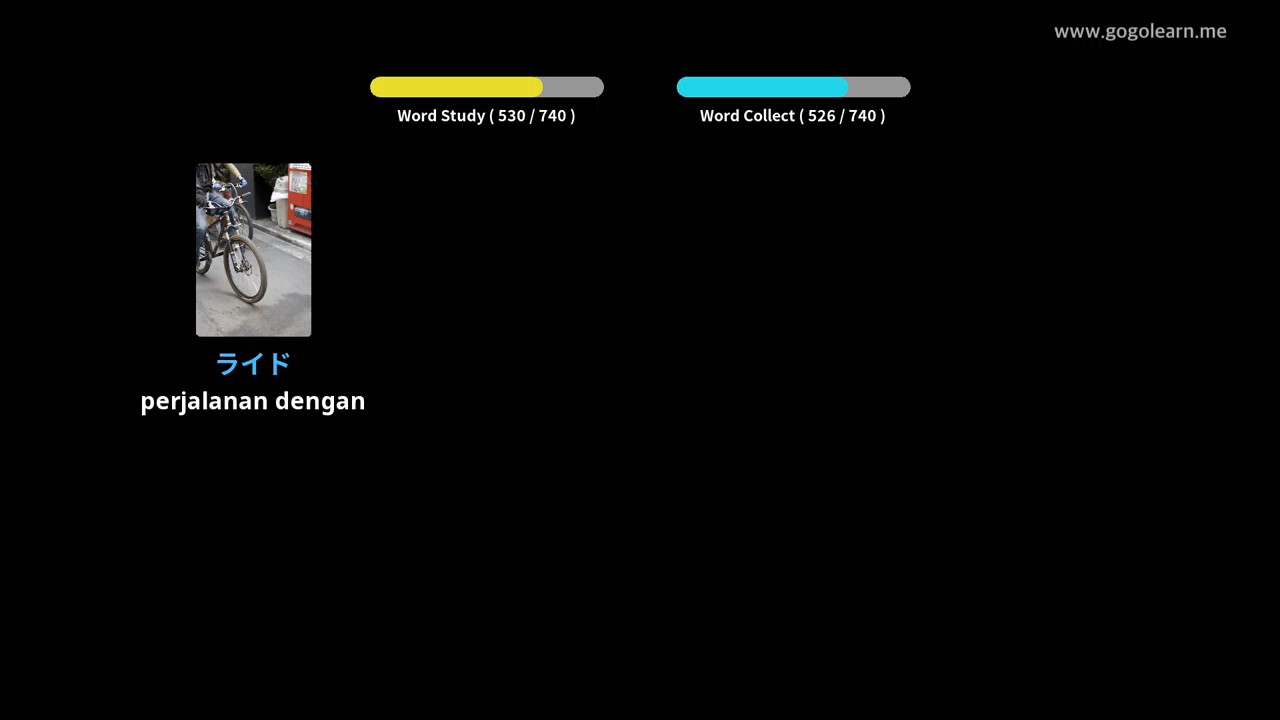 www.gogolearn.me
Word Study ( 530 / 740 )
Word Collect ( 526 / 740 )
ライド
perjalanan dengan